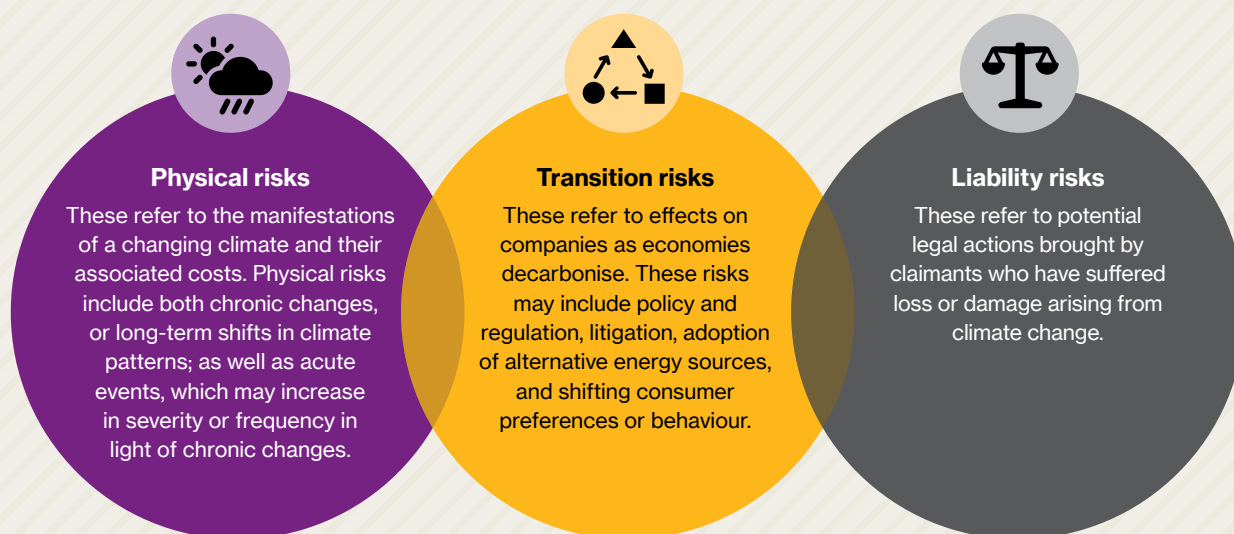 Physical risks
These refer to the manifestations
of a changing climate and their
associated costs. Physical risks
include both chronic changes,
or long-term shifts in climate
patterns; as well as acute
events, which may increase
in severity or frequency in
light of chronic changes.
Transition risks
These refer to effects on
companies as economies
decarbonise. These risks
may include policy and
regulation, litigation, adoption
of alternative energy sources,
and shifting consumer
preferences or behaviour.
Liability risks
These refer to potential
legal actions brought by
claimants who have suffered
loss or damage arising from
climate change.